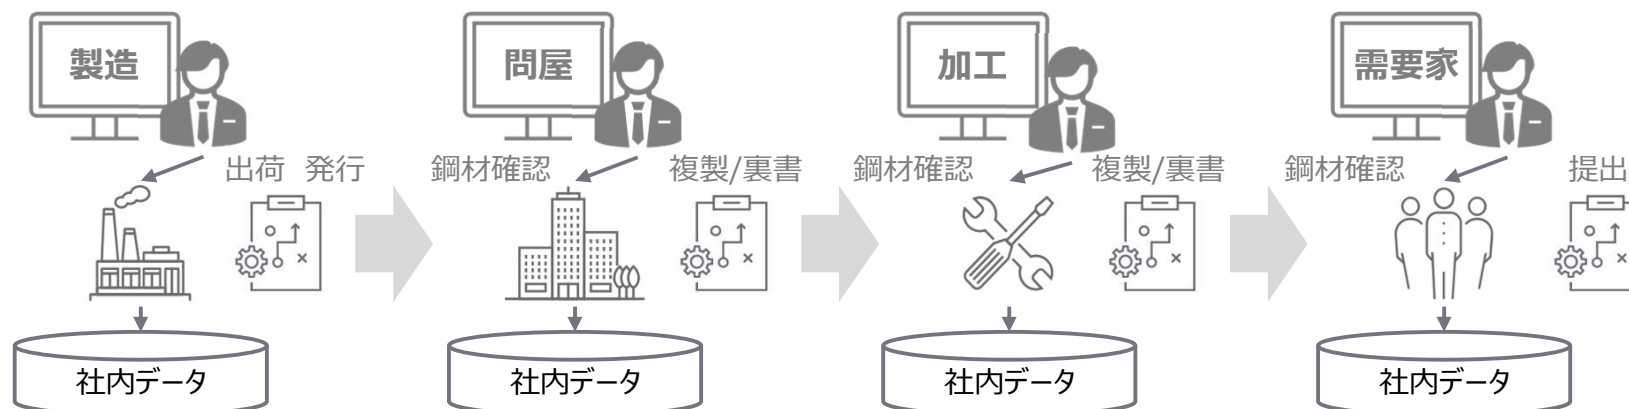 製造
問屋
加工
需要家
出荷 発行
鋼材確認
複製/裏書
鋼材確認
複製/裏書
鋼材確認
提出
社内データ
社内データ
社内データ
社内データ